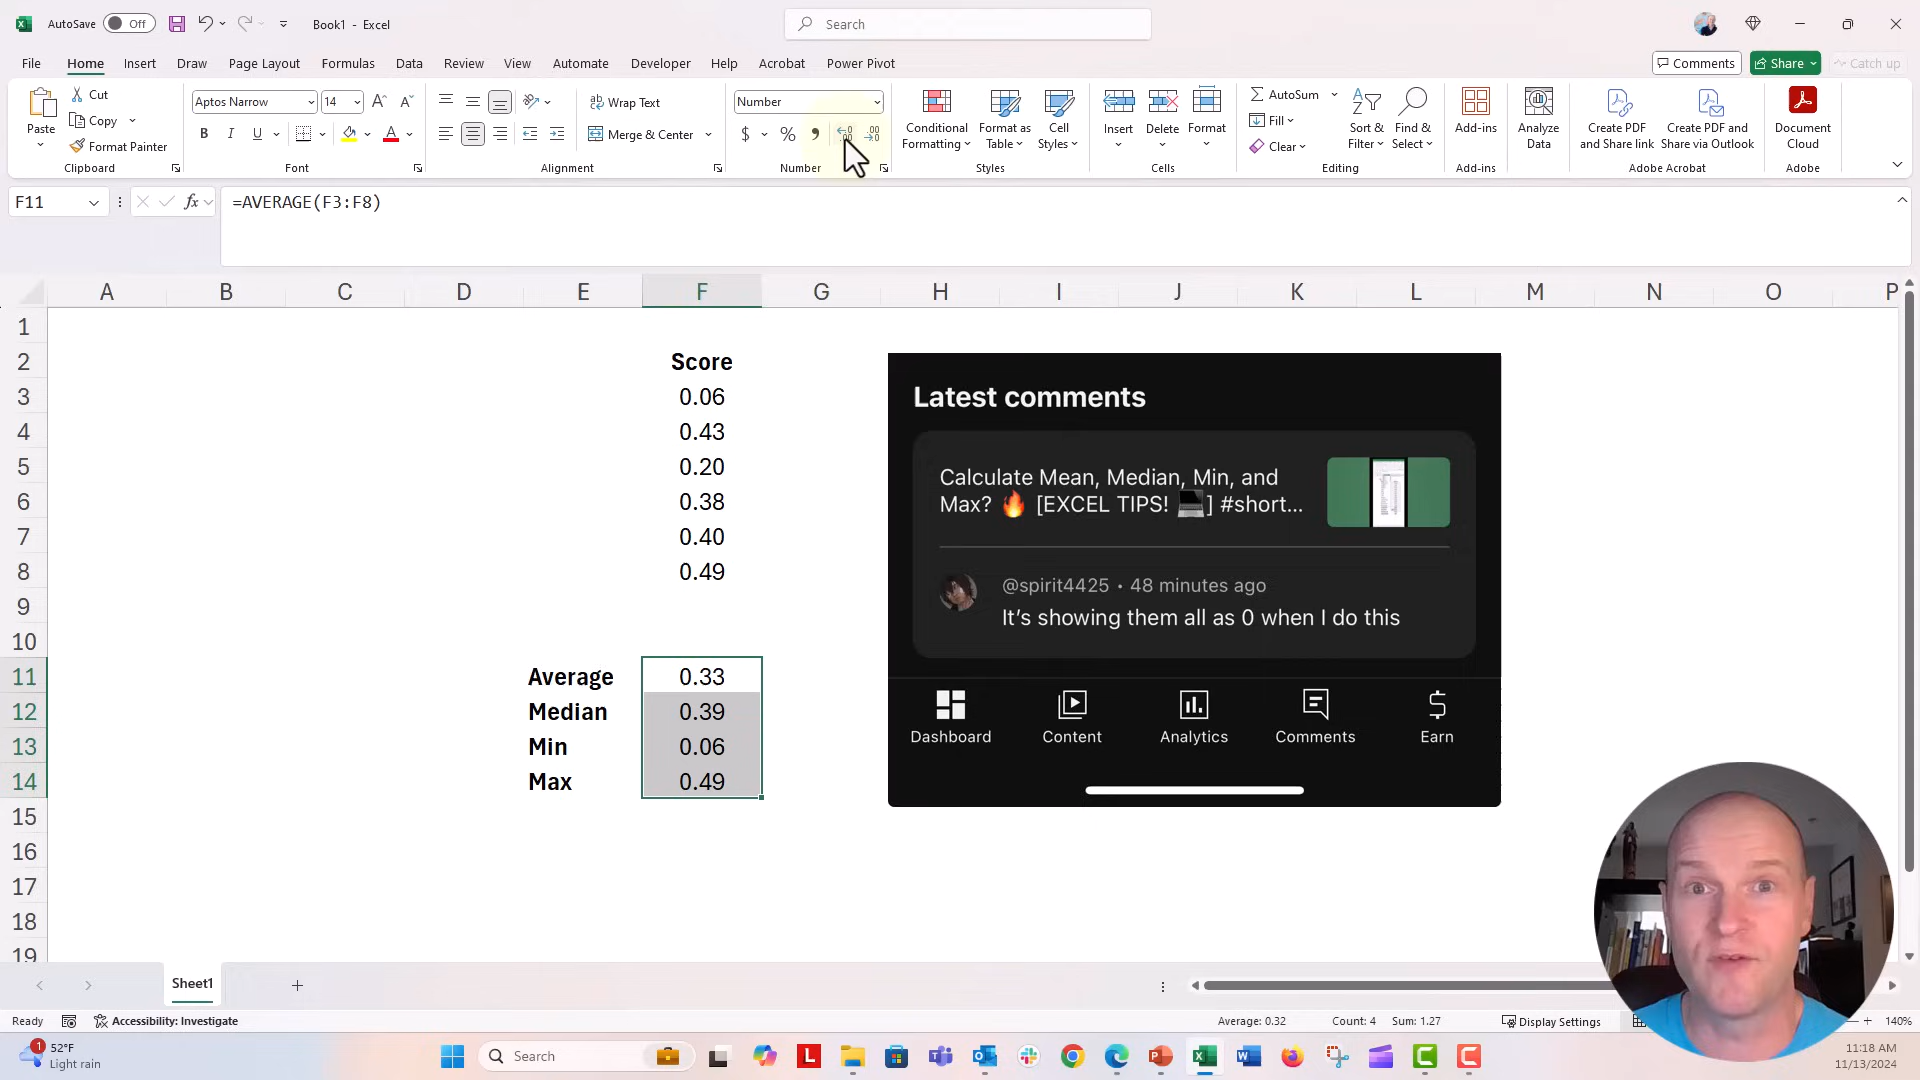 AutoSave Off Book1 - Excel Search
File Home Insert Draw Page Layout Formulas Data Review View Automate Developer Help Acrobat Power Pivot Comments Share Catch up
Paste Cut Copy Format Painter Clipboard
Aptos Narrow 14 B I U A Font
Wrap Text Merge & Center Alignment
Number $ % Number
Conditional Formatting Format as Table Cell Styles Styles
Insert Delete Format Cells
AutoSum Fill Clear Sort & Filter Find & Select Editing
Add-ins Add-ins
Analyze Data
Create PDF and Share link Create PDF and Share via Outlook Adobe Acrobat
Document Cloud Adobe
F11 fx =AVERAGE(F3:F8)
A B C D E F G H I J K L M N O P
1
2 Score
3 0.06
4 0.43
5 0.20
6 0.38
7 0.40
8 0.49
9
10
11 Average 0.33
12 Median 0.39
13 Min 0.06
14 Max 0.49
15
16
17
18
19
Latest comments
Calculate Mean, Median, Min, and
Max? 🔥 [EXCEL TIPS! 💻] #short...
@spirit4425 • 48 minutes ago
It's showing them all as 0 when I do this
Dashboard Content Analytics Comments Earn
Sheet1
Ready Accessibility: Investigate Average: 0.32 Count: 4 Sum: 1.27 Display Settings 140%
1 52°F
Light rain
Search
L
11:18 AM
11/13/2024